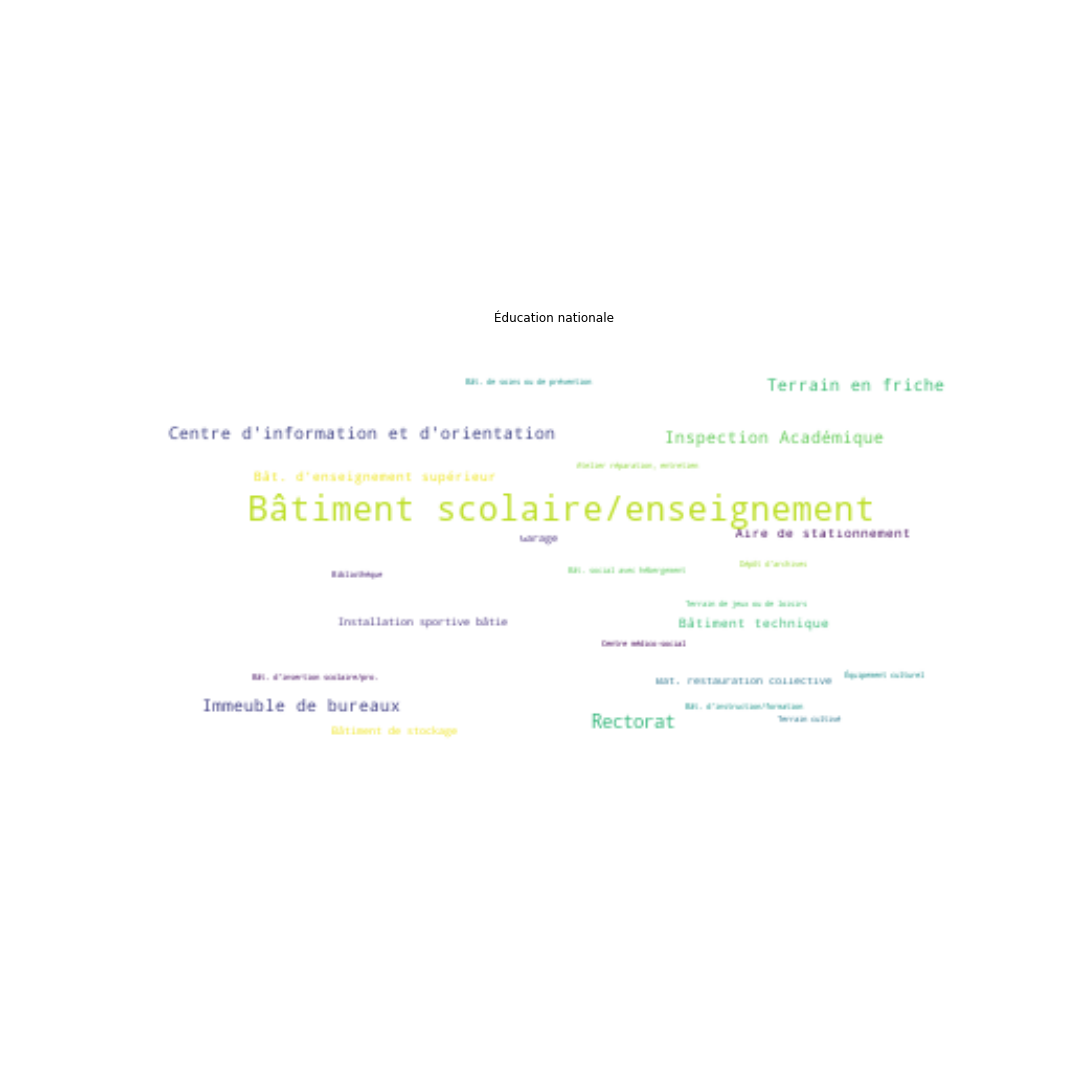 Éducation nationale
Bât. de soins ou de prévention
Terrain en friche
Centre d'information et d'orientation
Inspection Académique
Atelier réparation, entretien
Bât. d'enseignement supérieur
Bâtiment scolaire/enseignement
Aire de stationnement
Garage
Dépôt d'archives
Bât. social avec hébergement
Bibliothèque
Terrain de jeux ou de loisirs
Installation sportive bâtie
Bâtiment technique
Centre médico-social
Bât. d'insertion scolaire/pro.
Équipement culturel
Bât. restauration collective
Immeuble de bureaux
Bât. d'instruction/formation
Rectorat
Terrain cultivé
Bâtiment de stockage